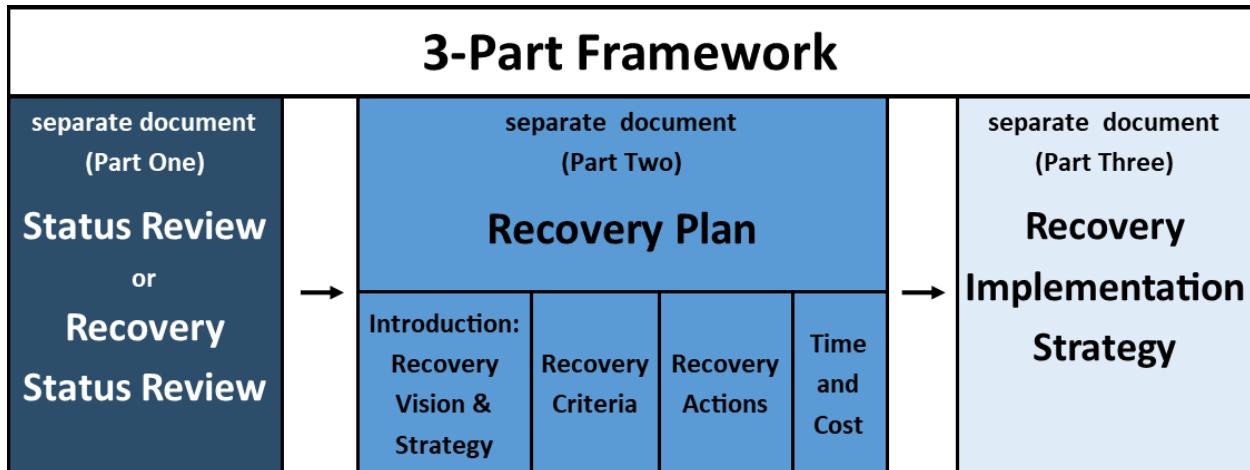 3-Part Framework
separate document
(Part One)
Status Review
or
Recovery
Status Review
separate document
(Part Two)
Recovery Plan
Introduction:
Recovery
Vision &
Strategy
Recovery
Criteria
Recovery
Actions
Time
and
Cost
separate document
(Part Three)
Recovery
Implementation
Strategy